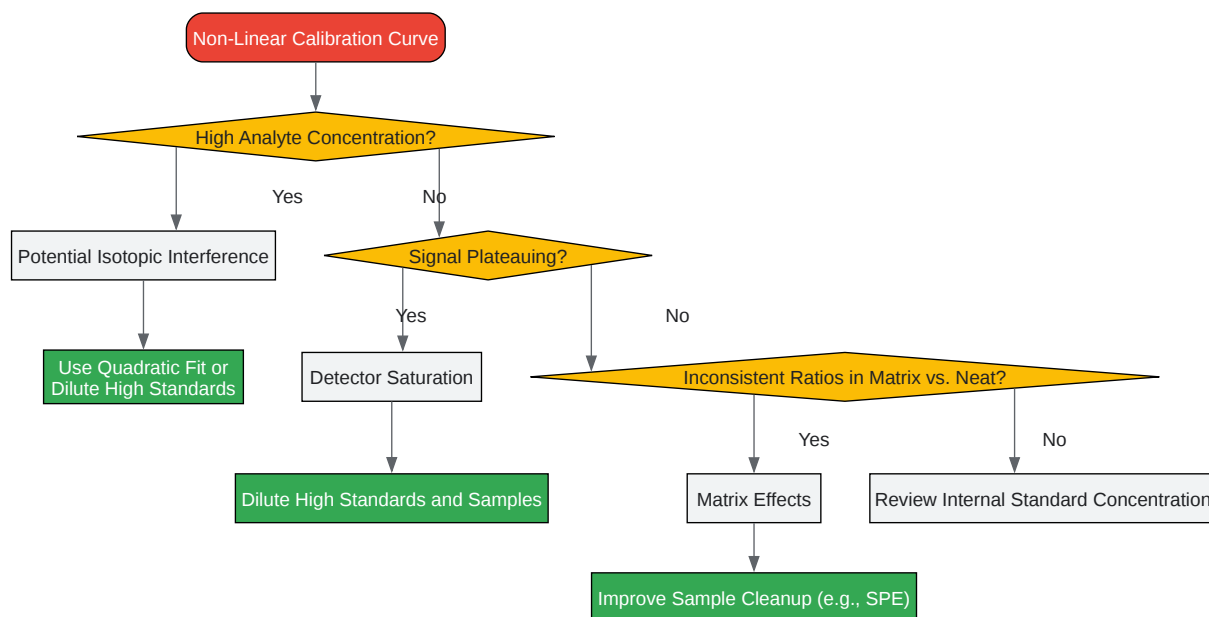 Non-Linear Calibration Curve
High Analyte Concentration?
Yes
No
Potential Isotopic Interference
Signal Plateauing?
Yes
No
Use Quadratic Fit or
Dilute High Standards
Detector Saturation
Inconsistent Ratios in Matrix vs. Neat?
Yes
No
Dilute High Standards and Samples
Matrix Effects
Review Internal Standard Concentration
Improve Sample Cleanup (e.g., SPE)